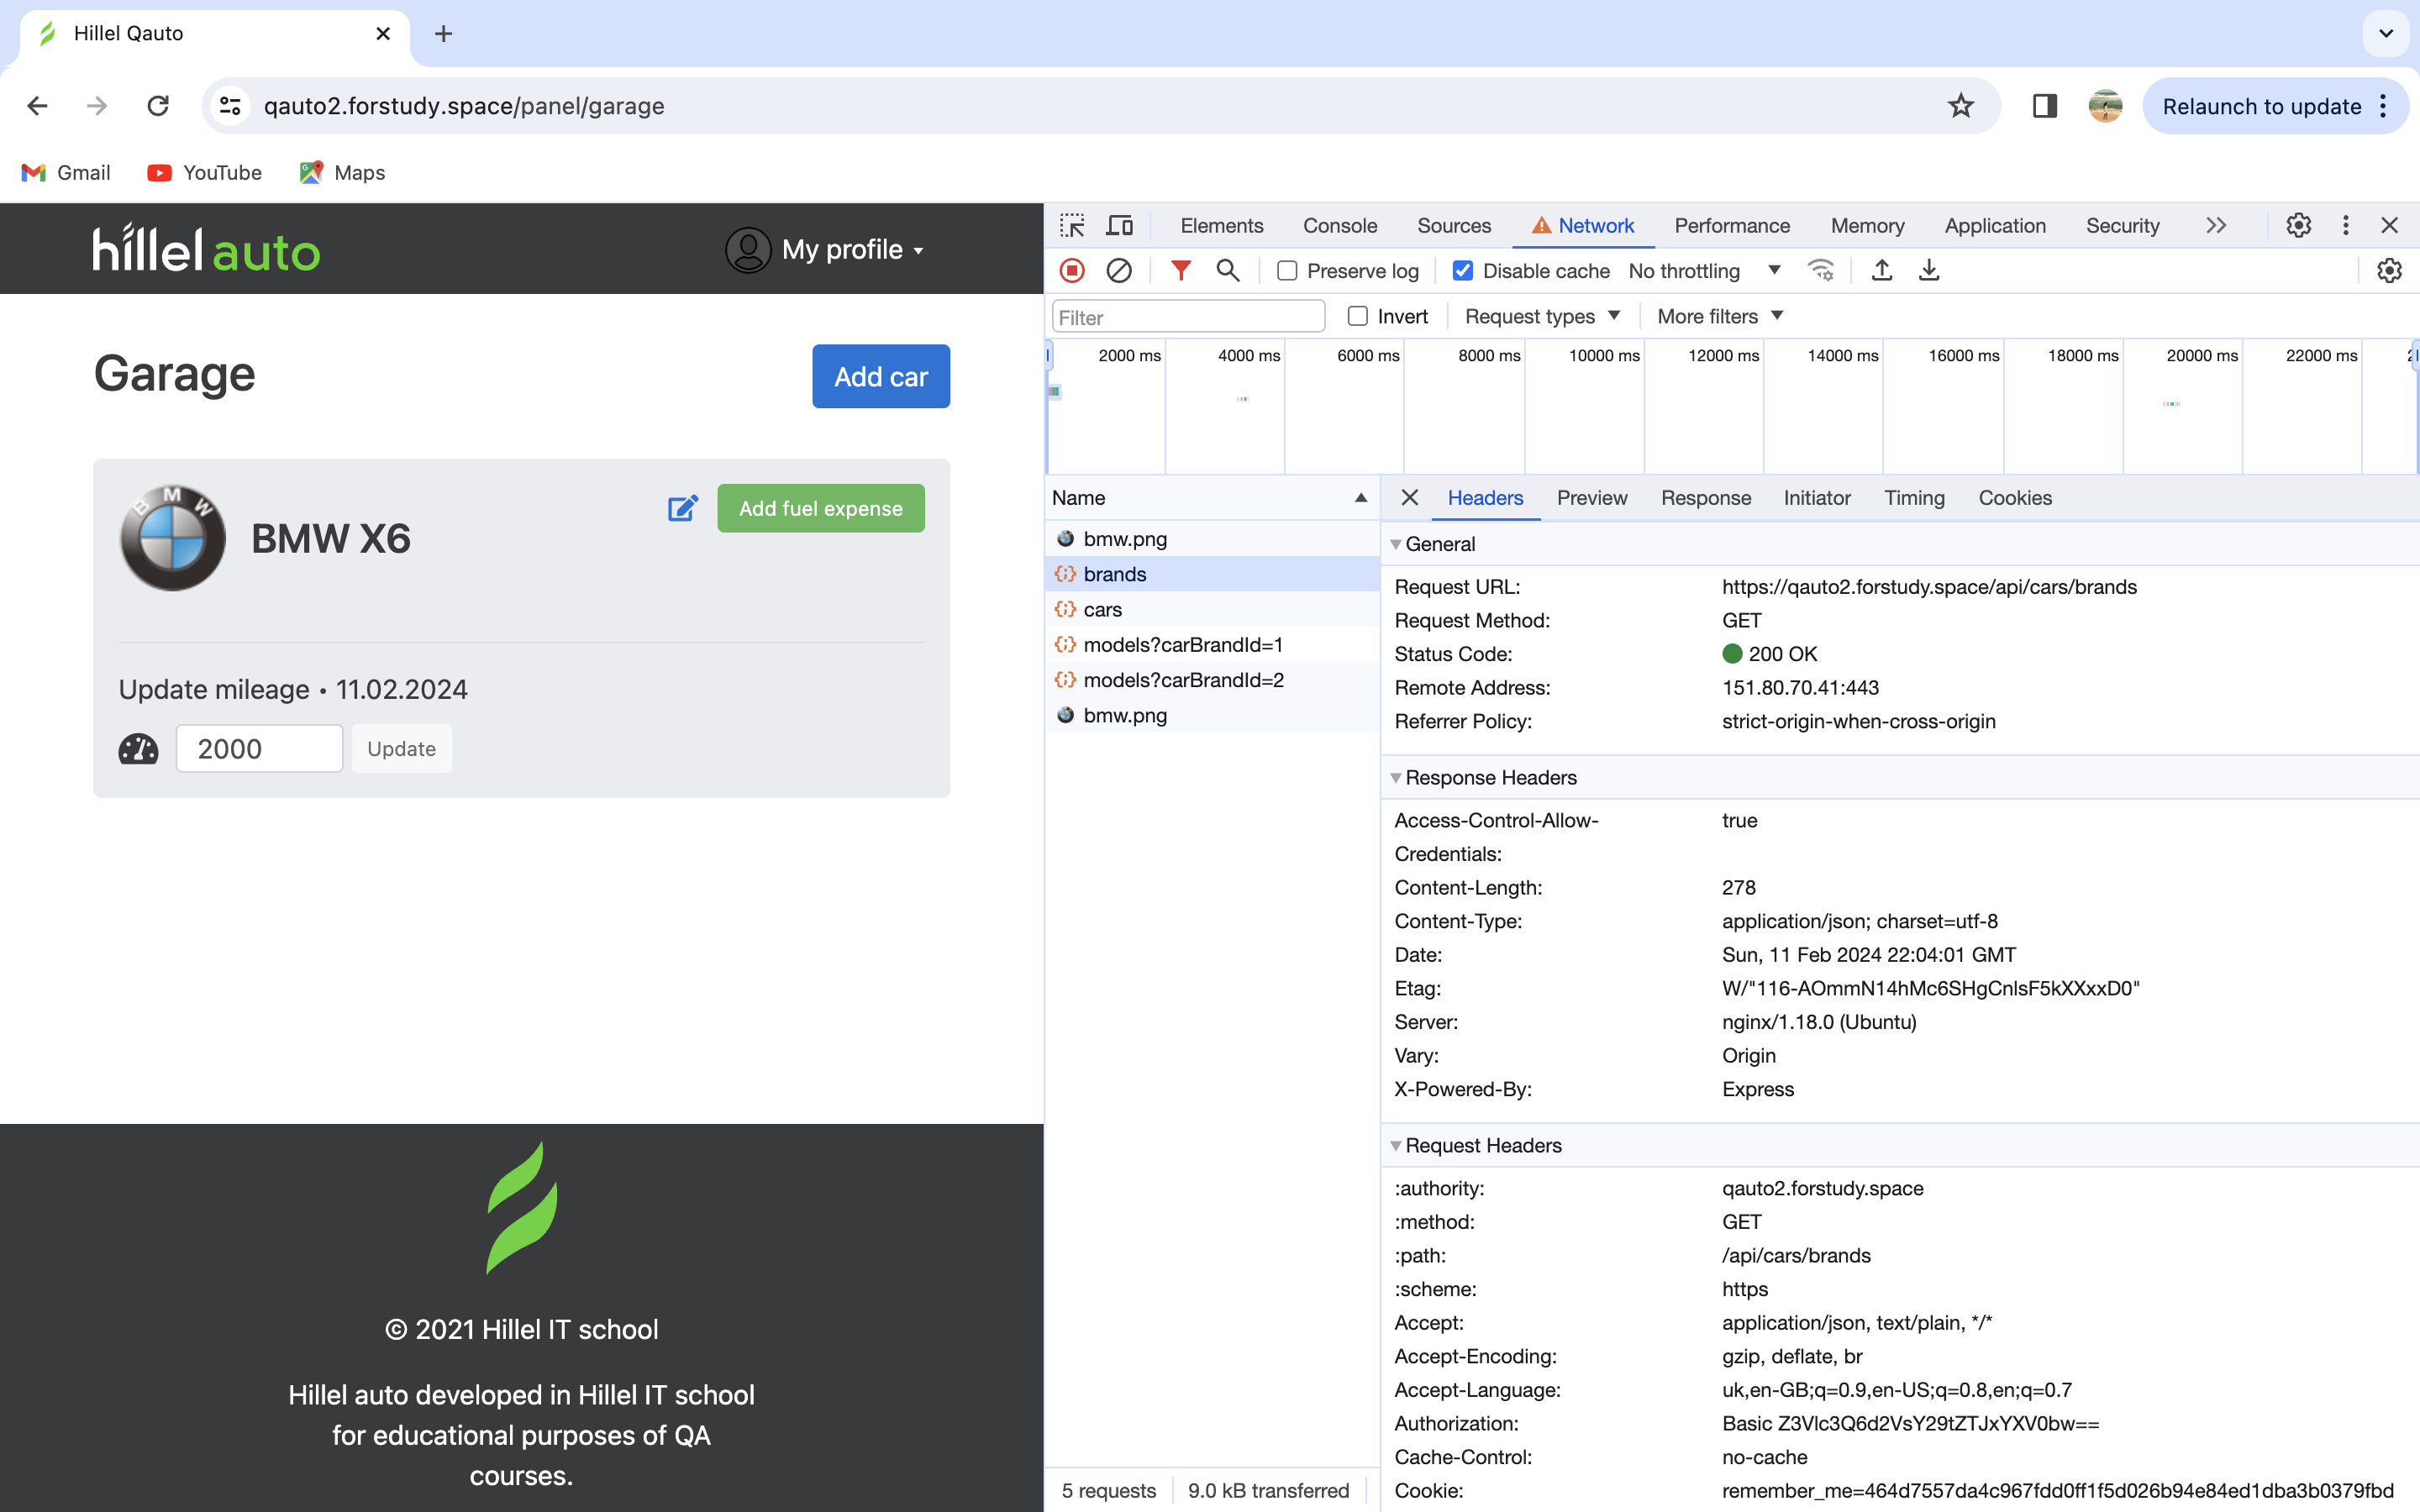 Hillel Qauto
qauto2.forstudy.space/panel/garage
Relaunch to update
Gmail
YouTube
Maps
hillel auto
My profile
Garage
Add car
BMW
BMW X6
Add fuel expense
Update mileage • 11.02.2024
2000
Update
© 2021 Hillel IT school
Hillel auto developed in Hillel IT school
for educational purposes of QA
courses.
Elements Console Sources Network Performance Memory Application Security
Preserve log Disable cache No throttling
Filter Invert Request types More filters
2000 ms 4000 ms 6000 ms 8000 ms 10000 ms 12000 ms 14000 ms 16000 ms 18000 ms 20000 ms 22000 ms
Name
bmw.png
brands
cars
models?carBrandId=1
models?carBrandId=2
bmw.png
5 requests 9.0 kB transferred
Headers Preview Response Initiator Timing Cookies
General
Request URL: https://qauto2.forstudy.space/api/cars/brands
Request Method: GET
Status Code: 200 OK
Remote Address: 151.80.70.41:443
Referrer Policy: strict-origin-when-cross-origin
Response Headers
Access-Control-Allow- true
Credentials:
Content-Length: 278
Content-Type: application/json; charset=utf-8
Date: Sun, 11 Feb 2024 22:04:01 GMT
Etag: W/"116-AOmmN14hMc6SHgCnlsF5kXXxxD0"
Server: nginx/1.18.0 (Ubuntu)
Vary: Origin
X-Powered-By: Express
Request Headers
:authority: qauto2.forstudy.space
:method: GET
:path: /api/cars/brands
:scheme: https
Accept: application/json, text/plain, */*
Accept-Encoding: gzip, deflate, br
Accept-Language: uk,en-GB;q=0.9,en-US;q=0.8,en;q=0.7
Authorization: Basic Z3Vlc3Q6d2VsY29tZTJxYXV0bw==
Cache-Control: no-cache
Cookie: remember_me=464d7557da4c967fdd0ff1f5d026b94e84ed1dba3b0379fbd